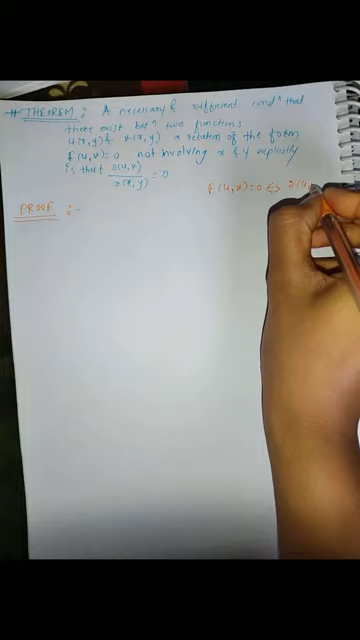 # THEOREM : A necessary & sufficient condⁿ that
there exist betⁿ two functions
u(x,y) & v(x,y) a relation of the form
f(u,v)=0 not involving x & y explicitly
is that ∂(u,v)/∂(x,y) = 0
f(u,v)=0 <=> ∂(u,
PROOF :-